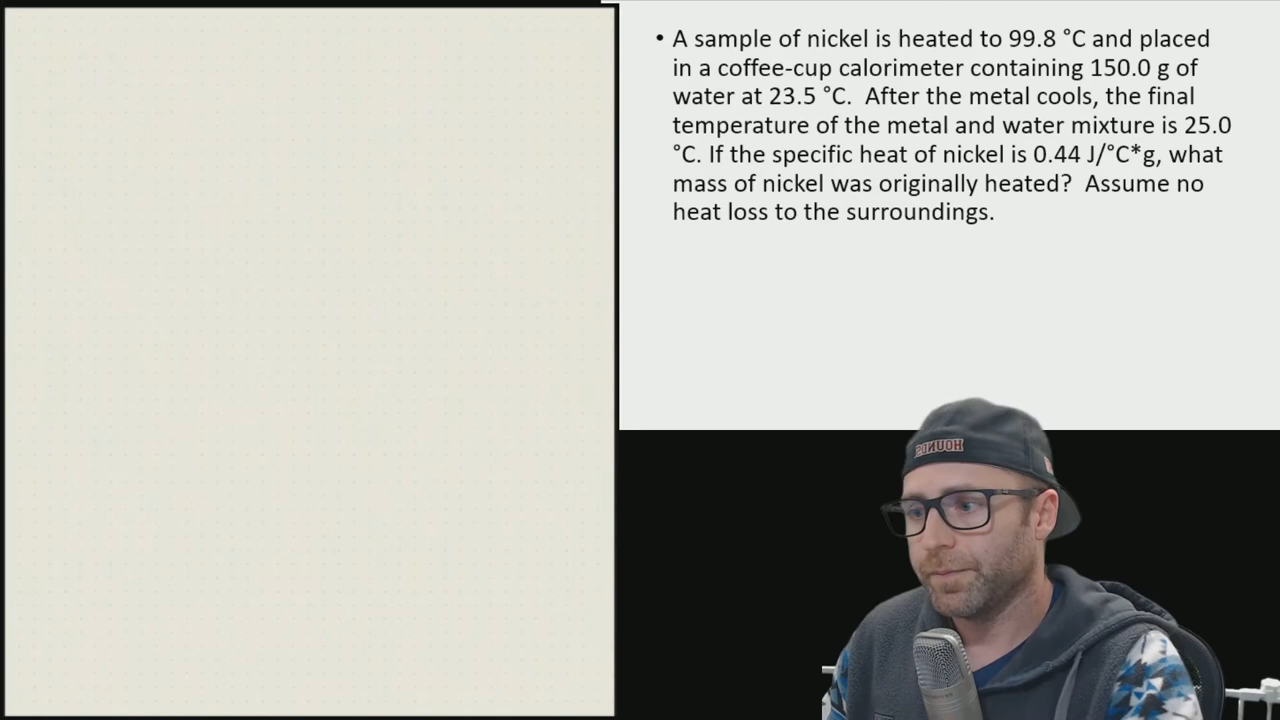 • A sample of nickel is heated to 99.8 °C and placed
in a coffee-cup calorimeter containing 150.0 g of
water at 23.5 °C.  After the metal cools, the final
temperature of the metal and water mixture is 25.0
°C. If the specific heat of nickel is 0.44 J/°C*g, what
mass of nickel was originally heated?  Assume no
heat loss to the surroundings.
HOUNDS